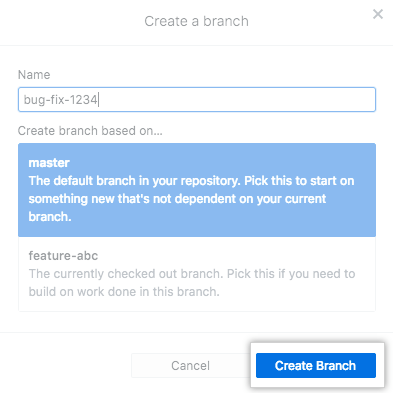 Create a branch
Name
bug-fix-1234
Create branch based on...
master
The default branch in your repository. Pick this to start on
something new that's not dependent on your current
branch.
feature-abc
The currently checked out branch. Pick this if you need to
build on work done in this branch.
Cancel
Create Branch